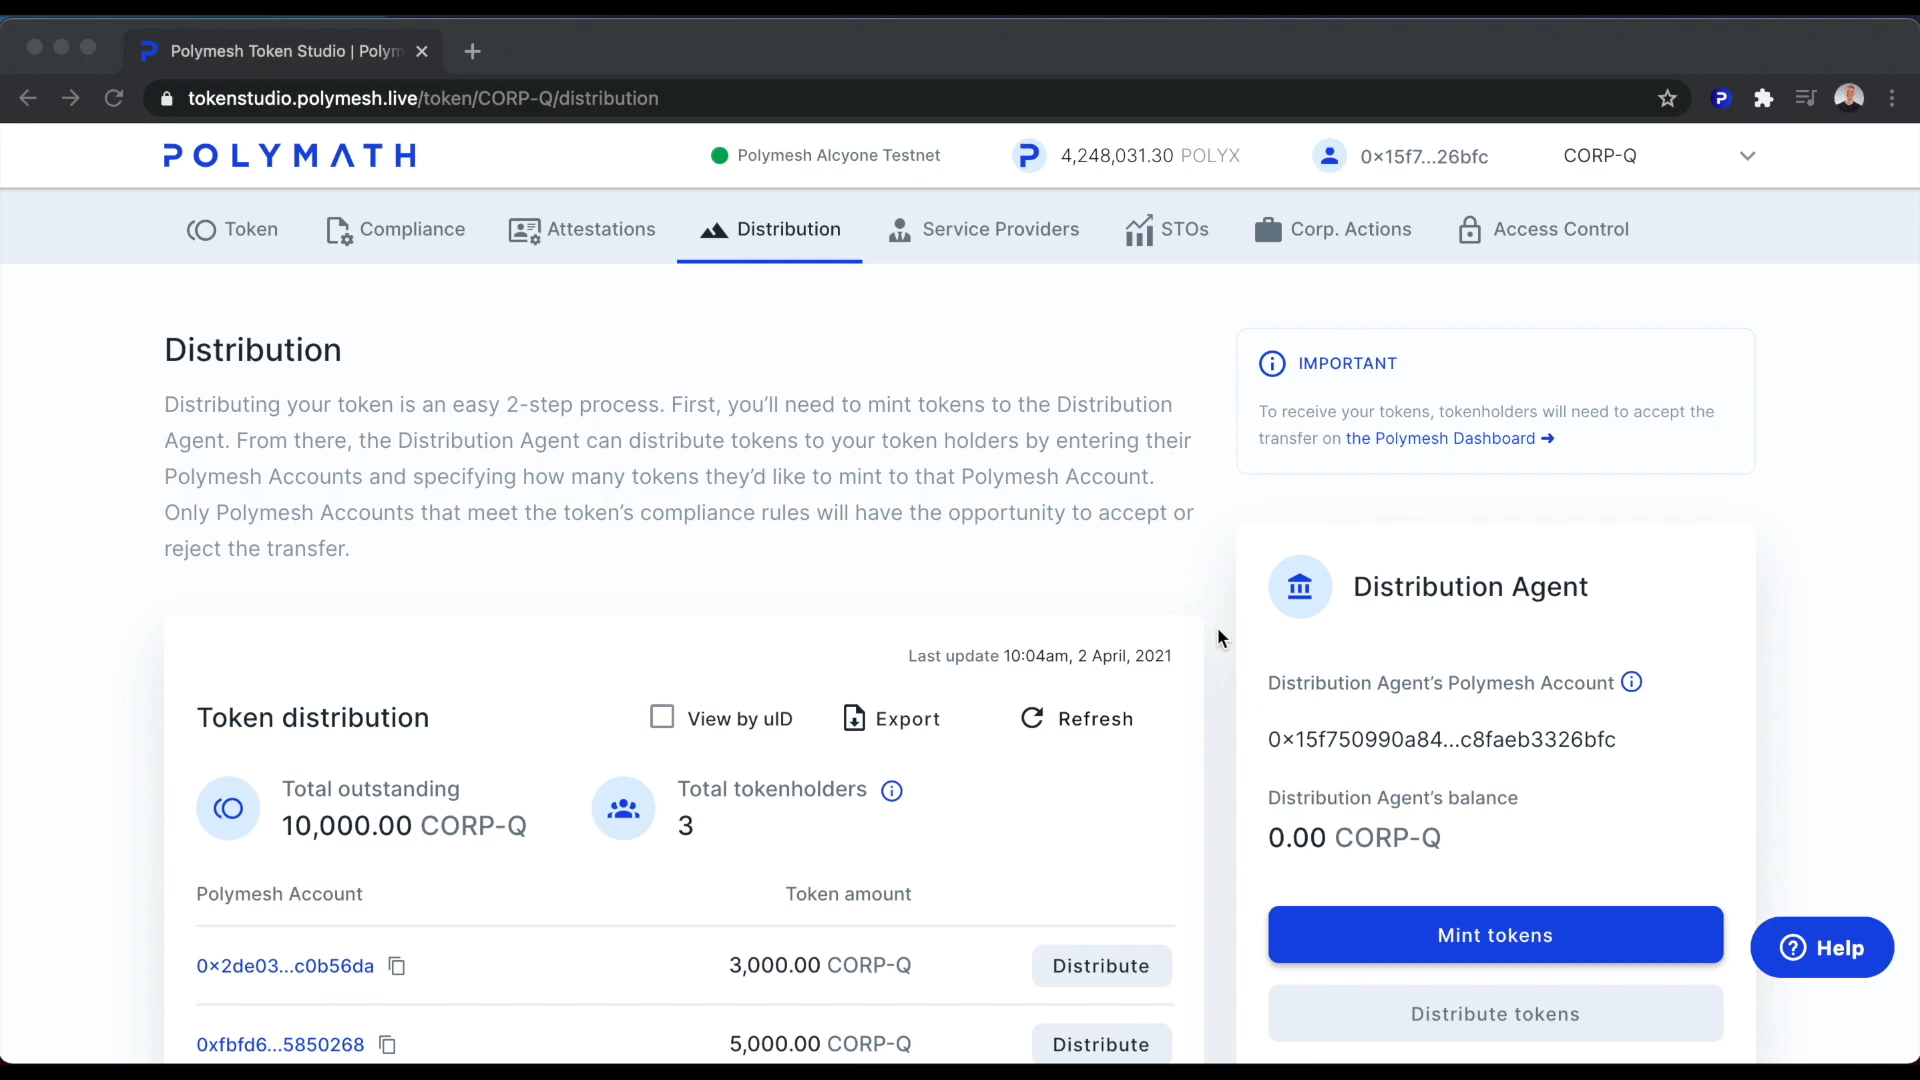 Polymesh Token Studio | Polym
tokenstudio.polymesh.live/token/CORP-Q/distribution
POLYMATH
Polymesh Alcyone Testnet
4,248,031.30 POLYX
0x15f7...26bfc
CORP-Q
Token
Compliance
Attestations
Distribution
Service Providers
STOs
Corp. Actions
Access Control
Distribution
Distributing your token is an easy 2-step process. First, you’ll need to mint tokens to the Distribution
Agent. From there, the Distribution Agent can distribute tokens to your token holders by entering their
Polymesh Accounts and specifying how many tokens they’d like to mint to that Polymesh Account.
Only Polymesh Accounts that meet the token’s compliance rules will have the opportunity to accept or
reject the transfer.
IMPORTANT
To receive your tokens, tokenholders will need to accept the
transfer on the Polymesh Dashboard →
Last update 10:04am, 2 April, 2021
Token distribution
View by uID
Export
Refresh
Total outstanding
10,000.00 CORP-Q
Total tokenholders
3
Polymesh Account
Token amount
0x2de03...c0b56da
3,000.00 CORP-Q
Distribute
0xfbfd6...5850268
5,000.00 CORP-Q
Distribute
Distribution Agent
Distribution Agent’s Polymesh Account
0x15f750990a84...c8faeb3326bfc
Distribution Agent’s balance
0.00 CORP-Q
Mint tokens
Distribute tokens
Help